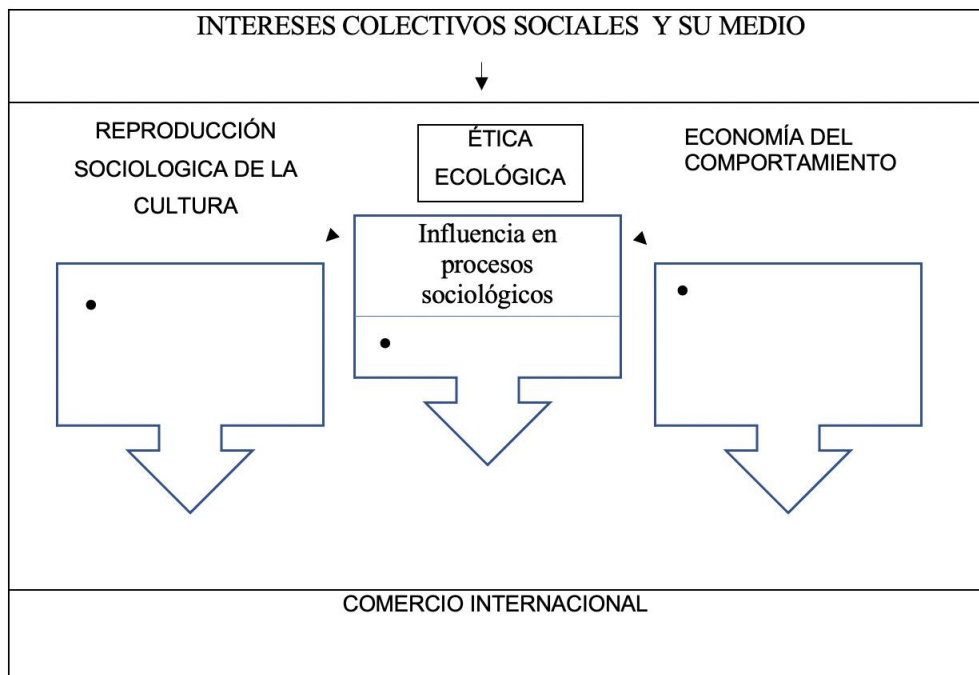 INTERESES COLECTIVOS SOCIALES Y SU MEDIO
REPRODUCCIÓN
SOCIOLOGICA DE LA
CULTURA
ÉTICA
ECOLÓGICA
ECONOMÍA DEL
COMPORTAMIENTO
Influencia en
procesos
sociológicos
COMERCIO INTERNACIONAL